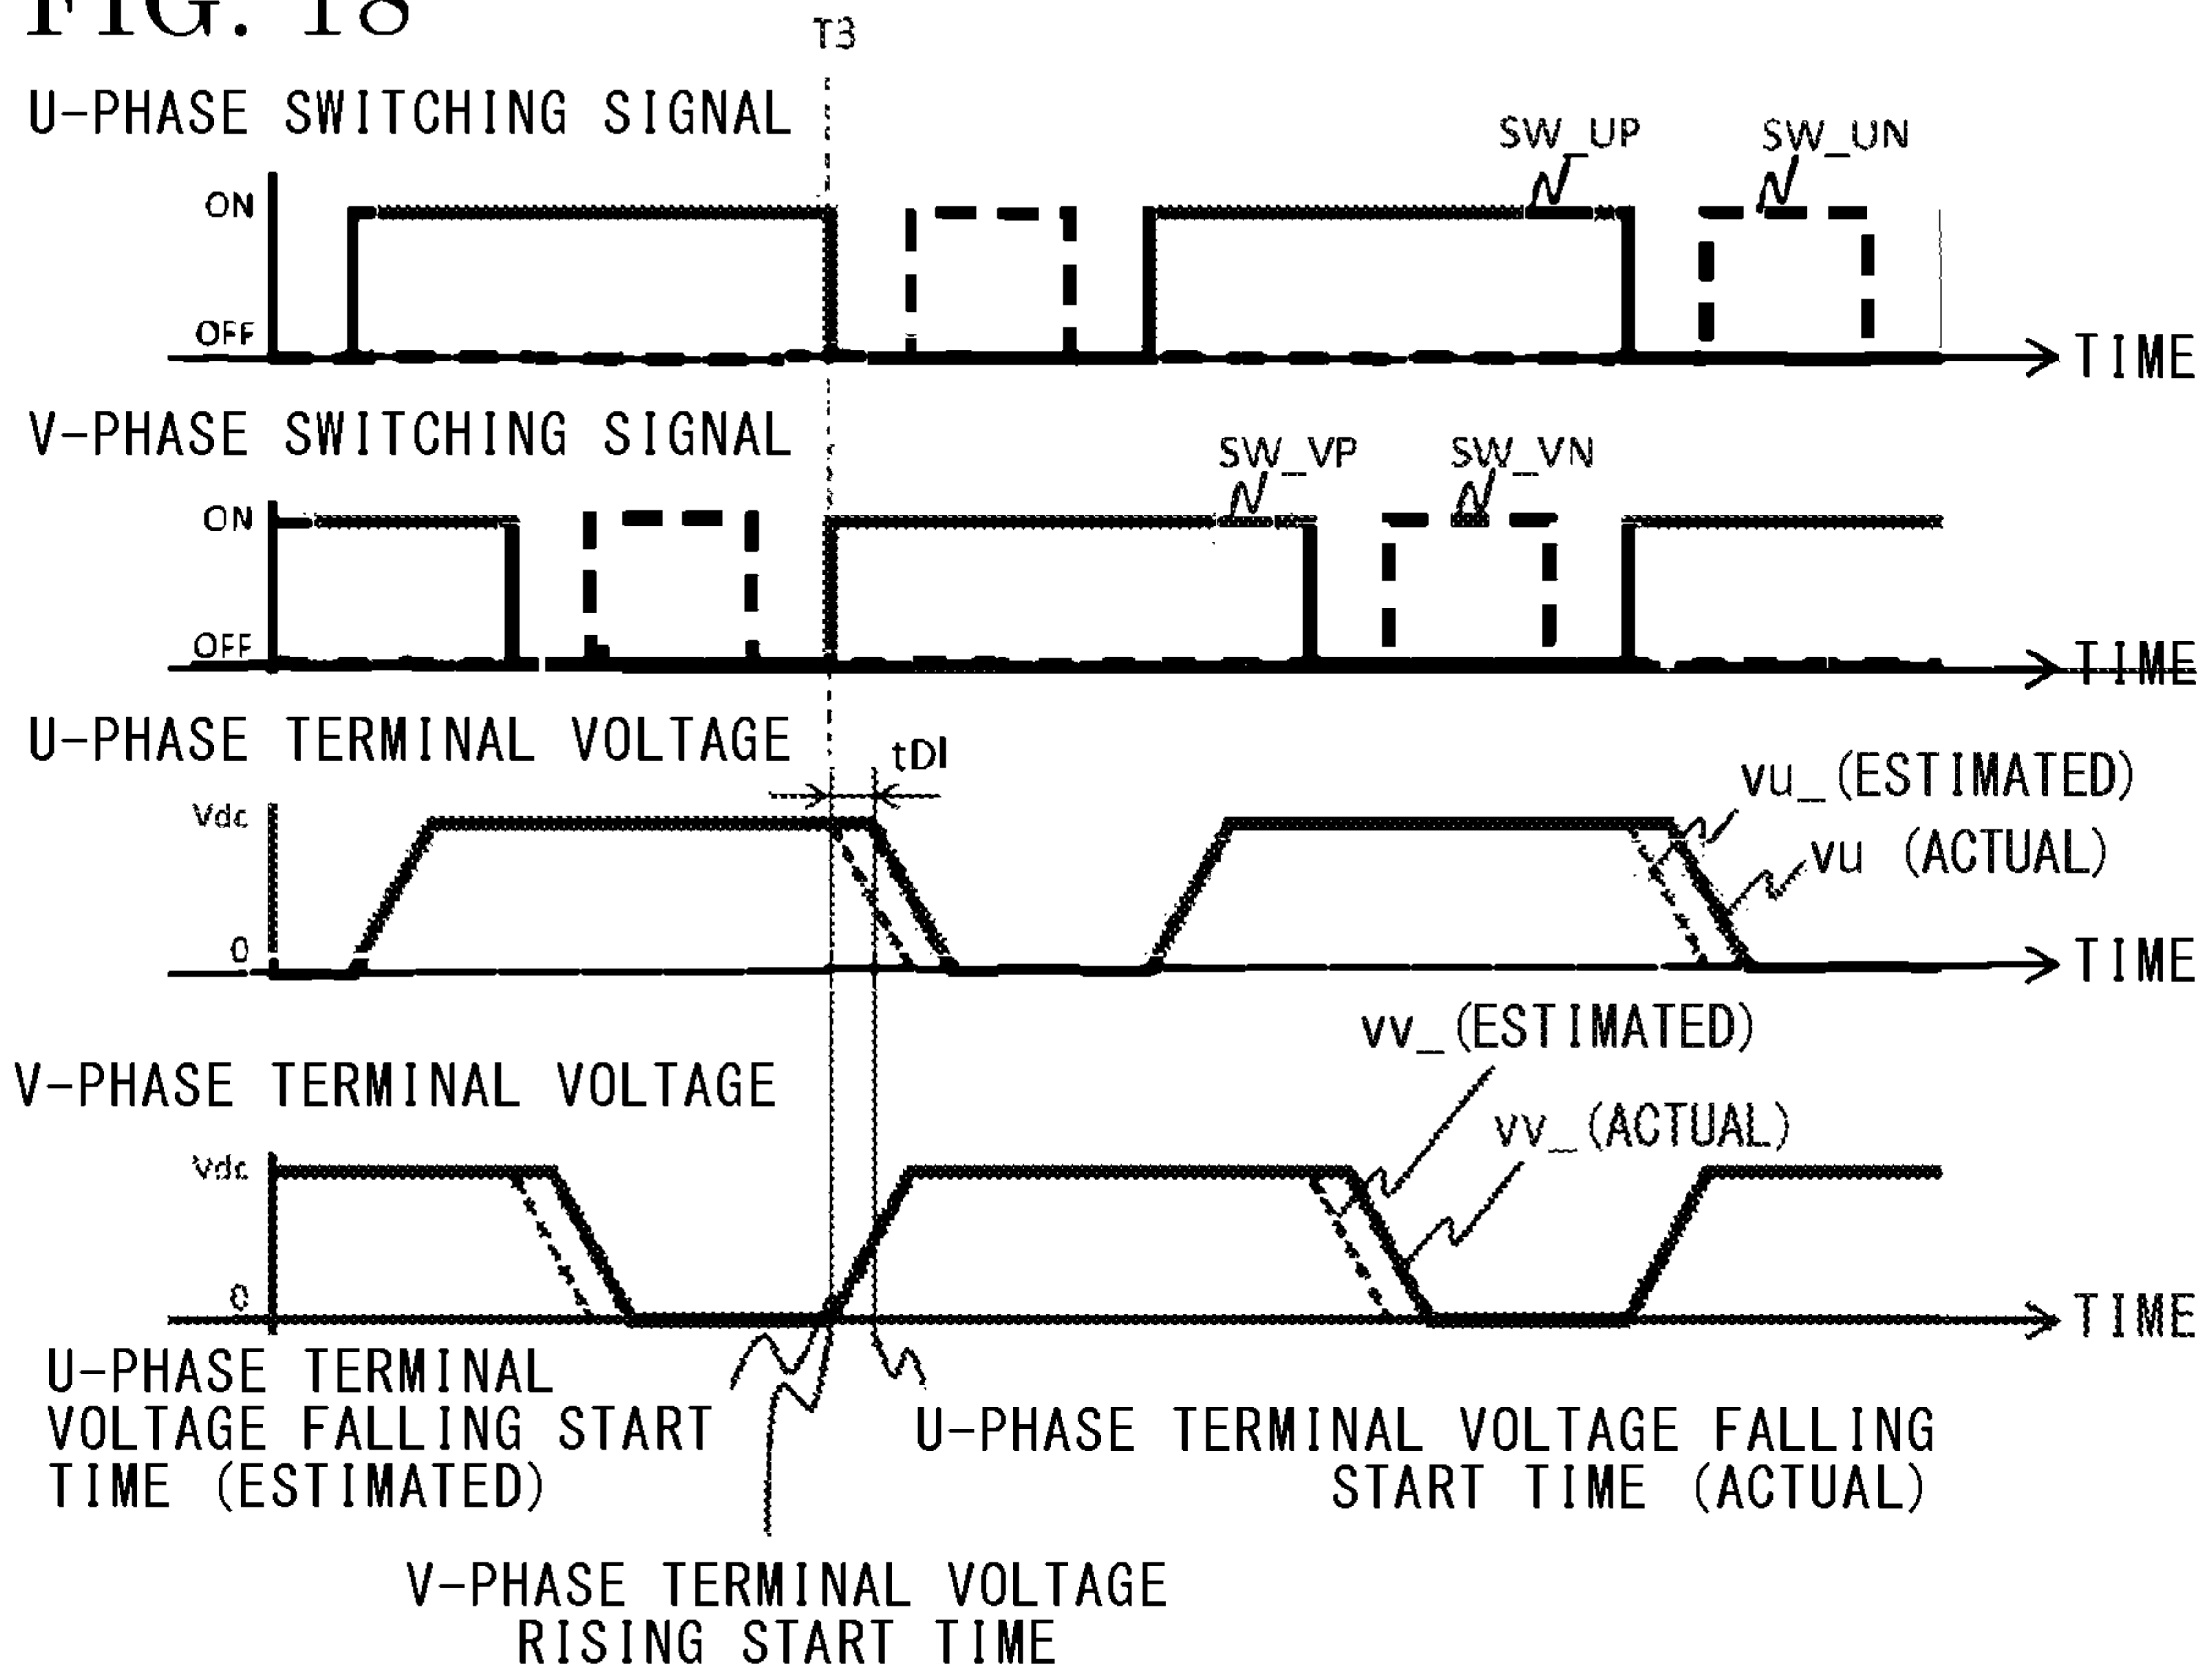 FIG. 18
T3
U-PHASE SWITCHING SIGNAL
SW_UP
SW_UN
ON
OFF
TIME
V-PHASE SWITCHING SIGNAL
SW_VP
SW_VN
ON
OFF
TIME
U-PHASE TERMINAL VOLTAGE
tDl
vu_(ESTIMATED)
Vdc
vu (ACTUAL)
0
TIME
vv_(ESTIMATED)
V-PHASE TERMINAL VOLTAGE
vv_(ACTUAL)
Vdc
0
TIME
U-PHASE TERMINAL
VOLTAGE FALLING START
TIME (ESTIMATED)
U-PHASE TERMINAL VOLTAGE FALLING
START TIME (ACTUAL)
V-PHASE TERMINAL VOLTAGE
RISING START TIME